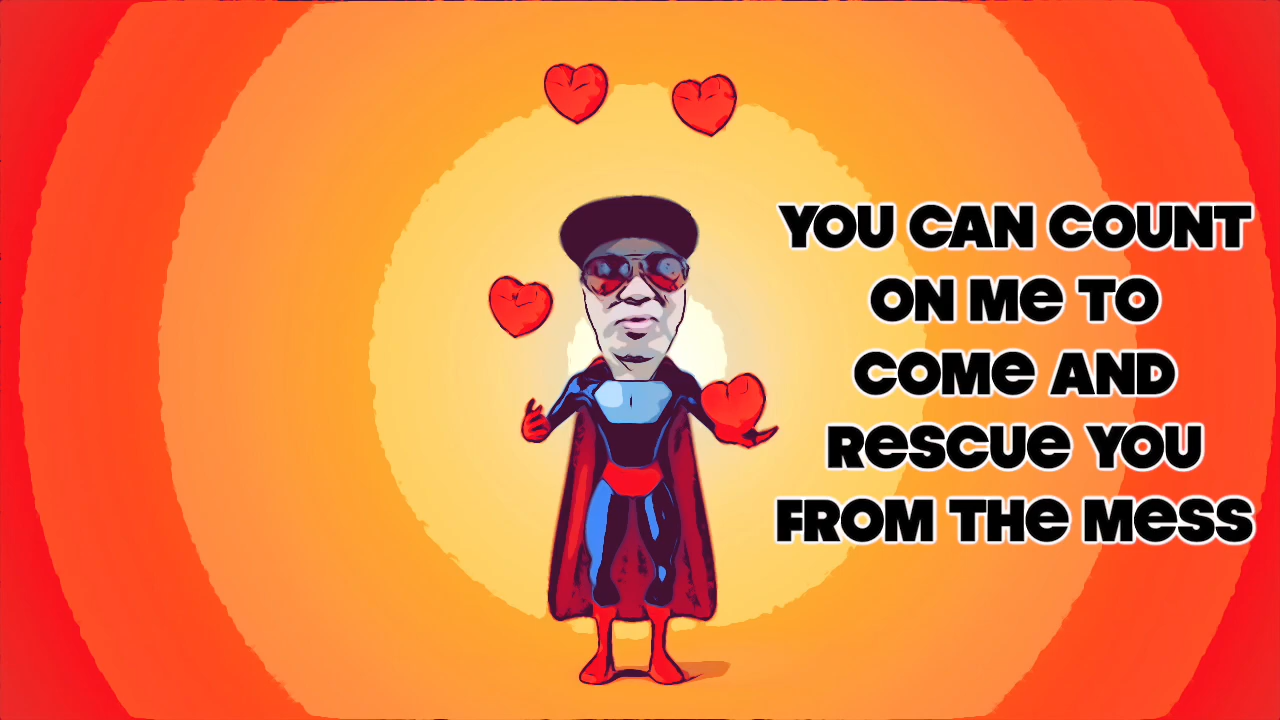 YOU CAN COUNT
ON Me TO
COMe AND
ReSCUe YOU
FROM THe MeSS